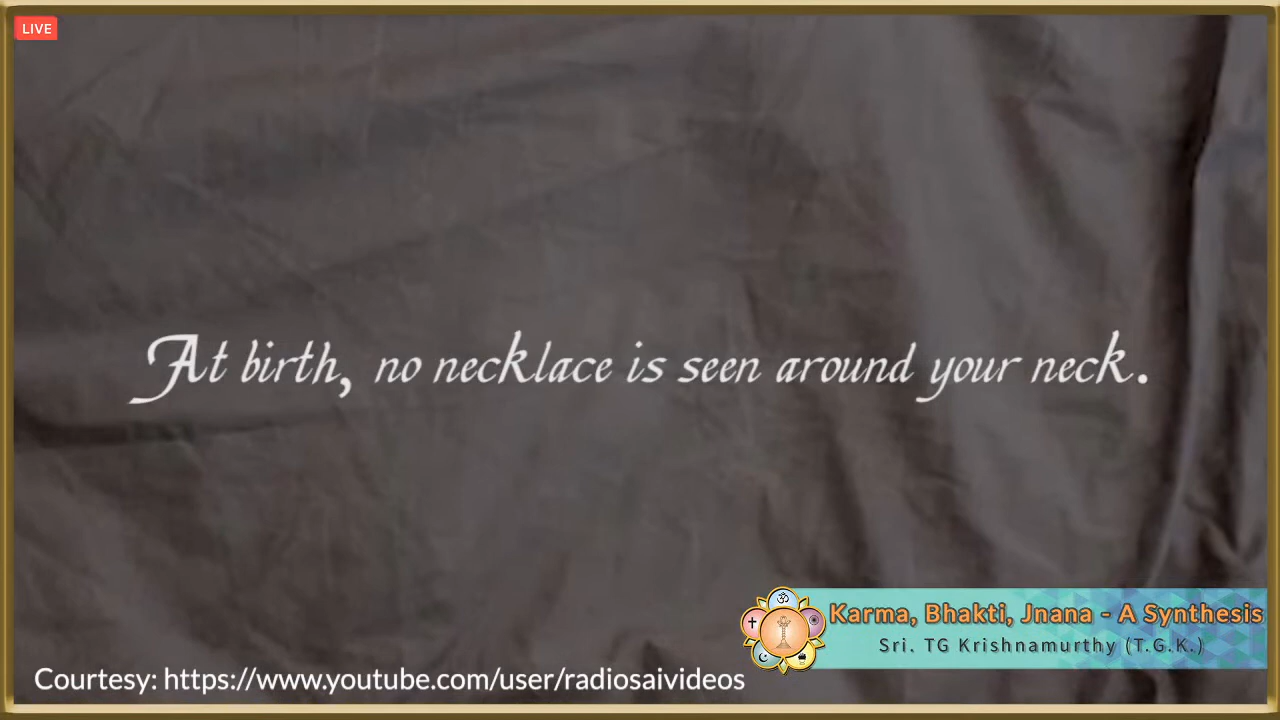 LIVE
At birth, no necklace is seen around your neck.
Karma, Bhakti, Jnana - A Synthesis
Sri. TG Krishnamurthy (T.G.K.)
Courtesy: https://www.youtube.com/user/radiosaivideos